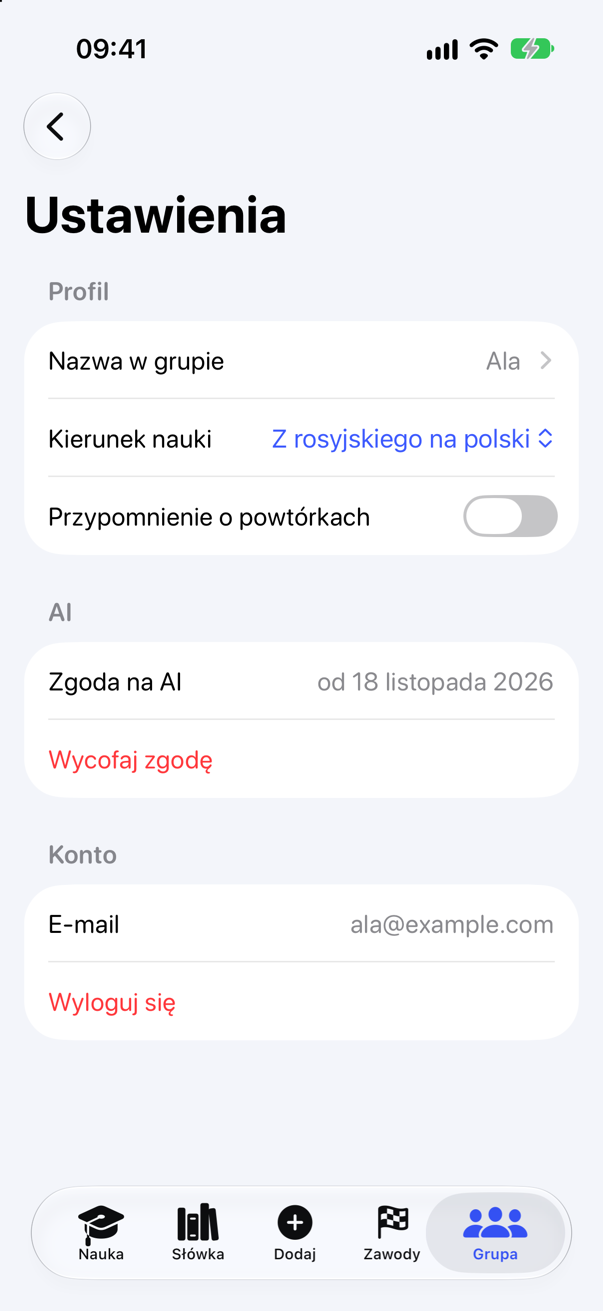 09:41
Ustawienia
Profil
Nazwa w grupie Ala
Kierunek nauki Z rosyjskiego na polski
Przypomnienie o powtórkach
AI
Zgoda na AI od 18 listopada 2026
Wycofaj zgodę
Konto
E-mail ala@example.com
Wyloguj się
Nauka Słówka Dodaj Zawody Grupa